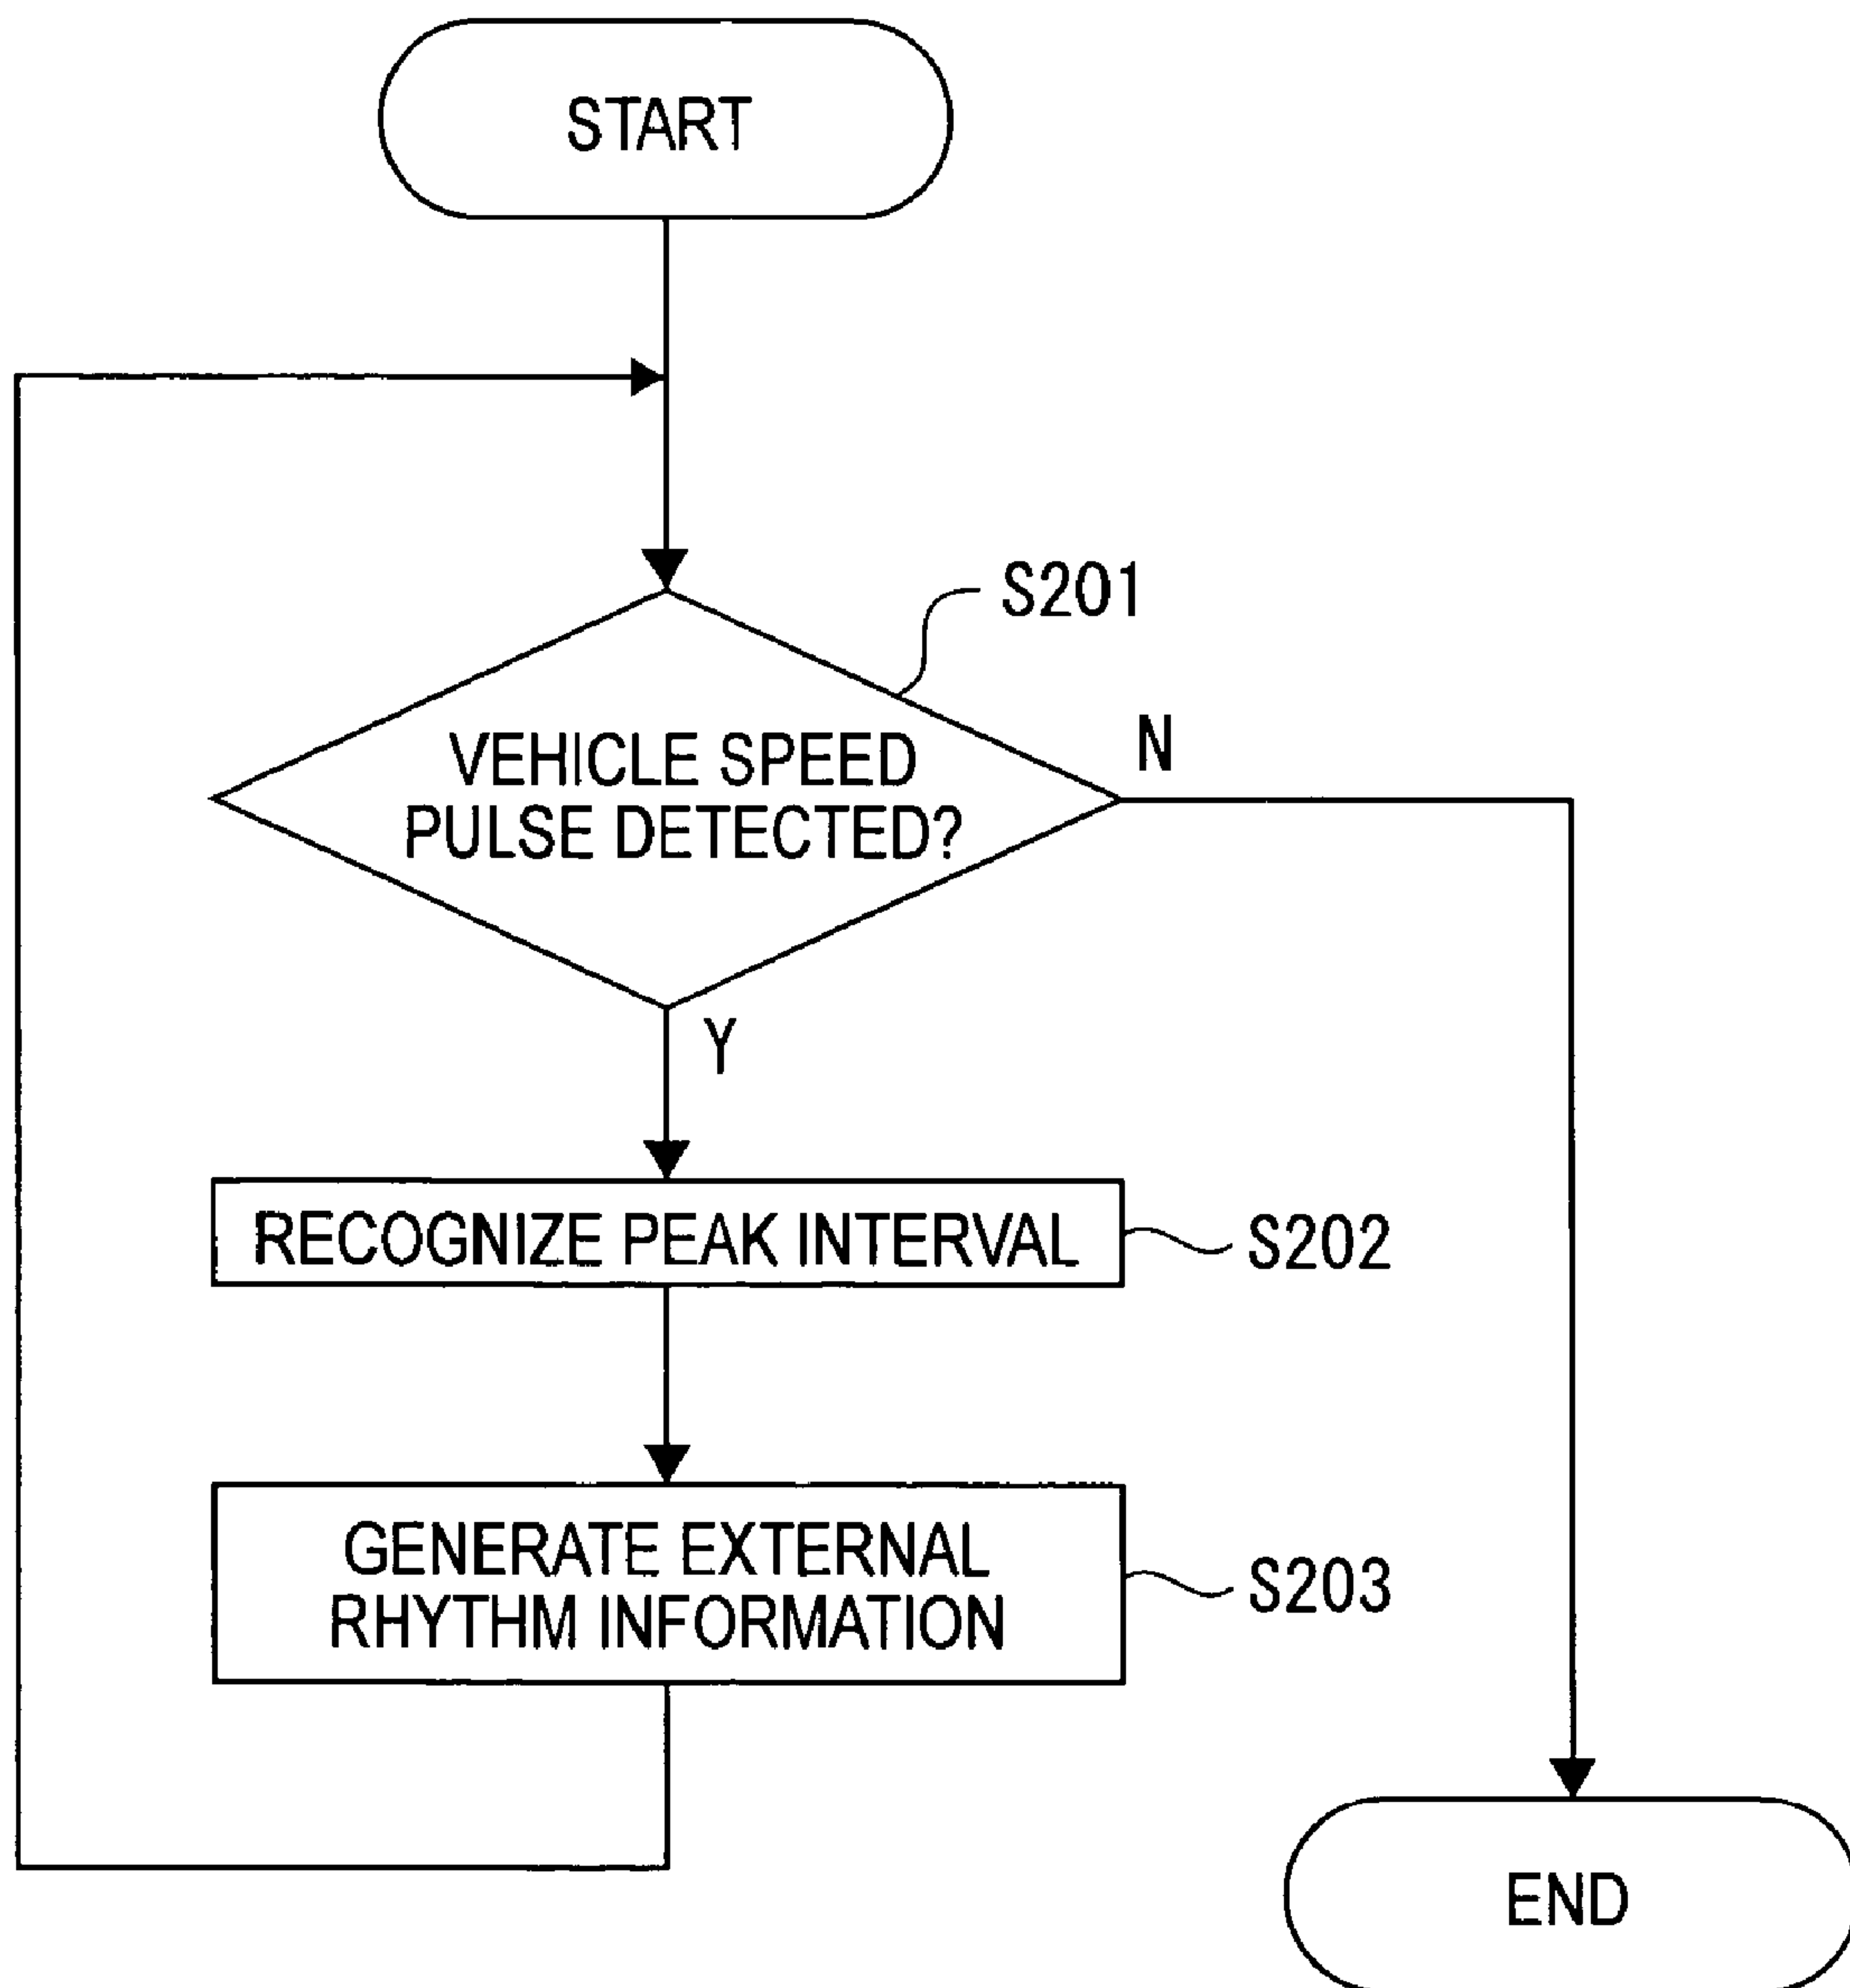 START
S201
VEHICLE SPEED
PULSE DETECTED?
N
Y
RECOGNIZE PEAK INTERVAL
S202
GENERATE EXTERNAL
RHYTHM INFORMATION
S203
END